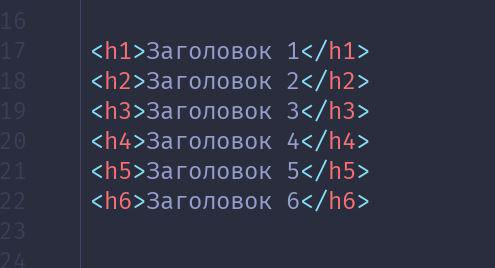 16
17 <h1>Заголовок 1</h1>
18 <h2>Заголовок 2</h2>
19 <h3>Заголовок 3</h3>
20 <h4>Заголовок 4</h4>
21 <h5>Заголовок 5</h5>
22 <h6>Заголовок 6</h6>
23
24